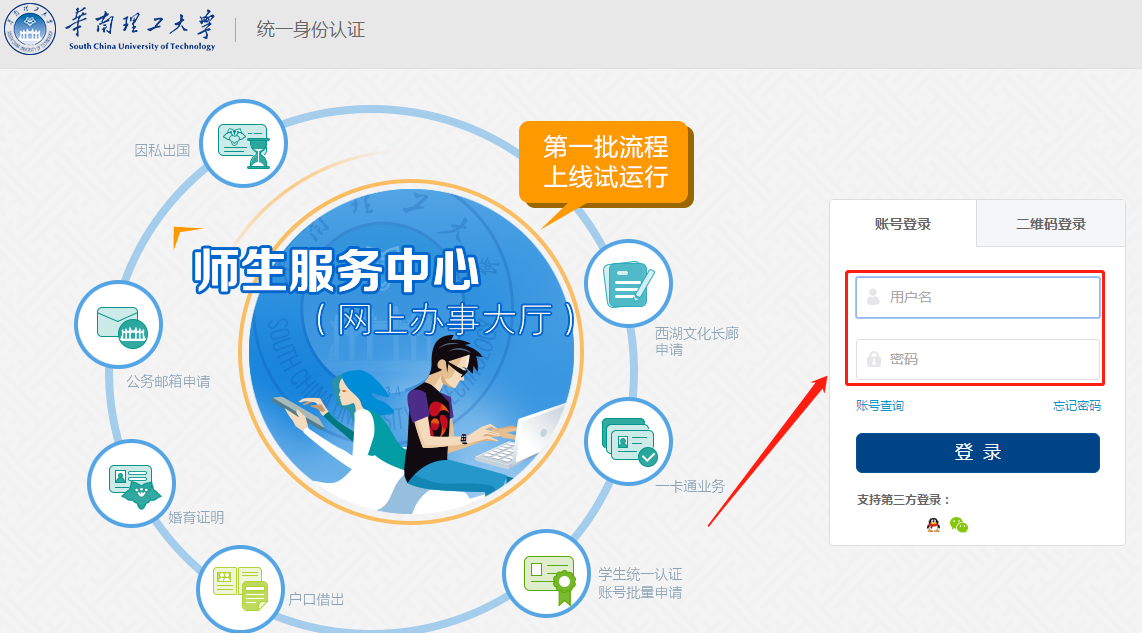 华南理工大学
South China University of Technology
统一身份认证
因私出国
第一批流程
上线试运行
师生服务中心
（网上办事大厅）
西湖文化长廊
申请
公务邮箱申请
一卡通业务
婚育证明
学生统一认证
账号批量申请
户口借出
账号登录
二维码登录
用户名
密码
账号查询
忘记密码
登 录
支持第三方登录：